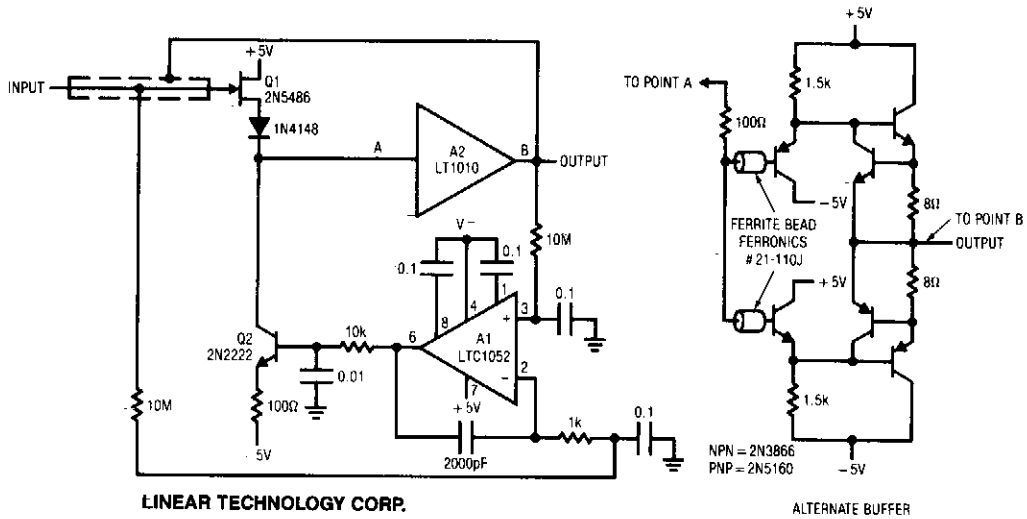 INPUT
+5V
Q1
2N5486
1N4148
A
A2
LT1010
B
OUTPUT
10M
V−
0.1
0.1
8
4
1
3
+
0.1
A1
LTC1052
6
2
−
7
+5V
10k
Q2
2N2222
0.01
100Ω
5V
10M
2000pF
1k
0.1
LINEAR TECHNOLOGY CORP.
+5V
TO POINT A
1.5k
100Ω
−5V
8Ω
FERRITE BEAD
FERRONICS
#21-110J
TO POINT B
OUTPUT
+5V
8Ω
1.5k
NPN = 2N3866
PNP = 2N5160
−5V
ALTERNATE BUFFER